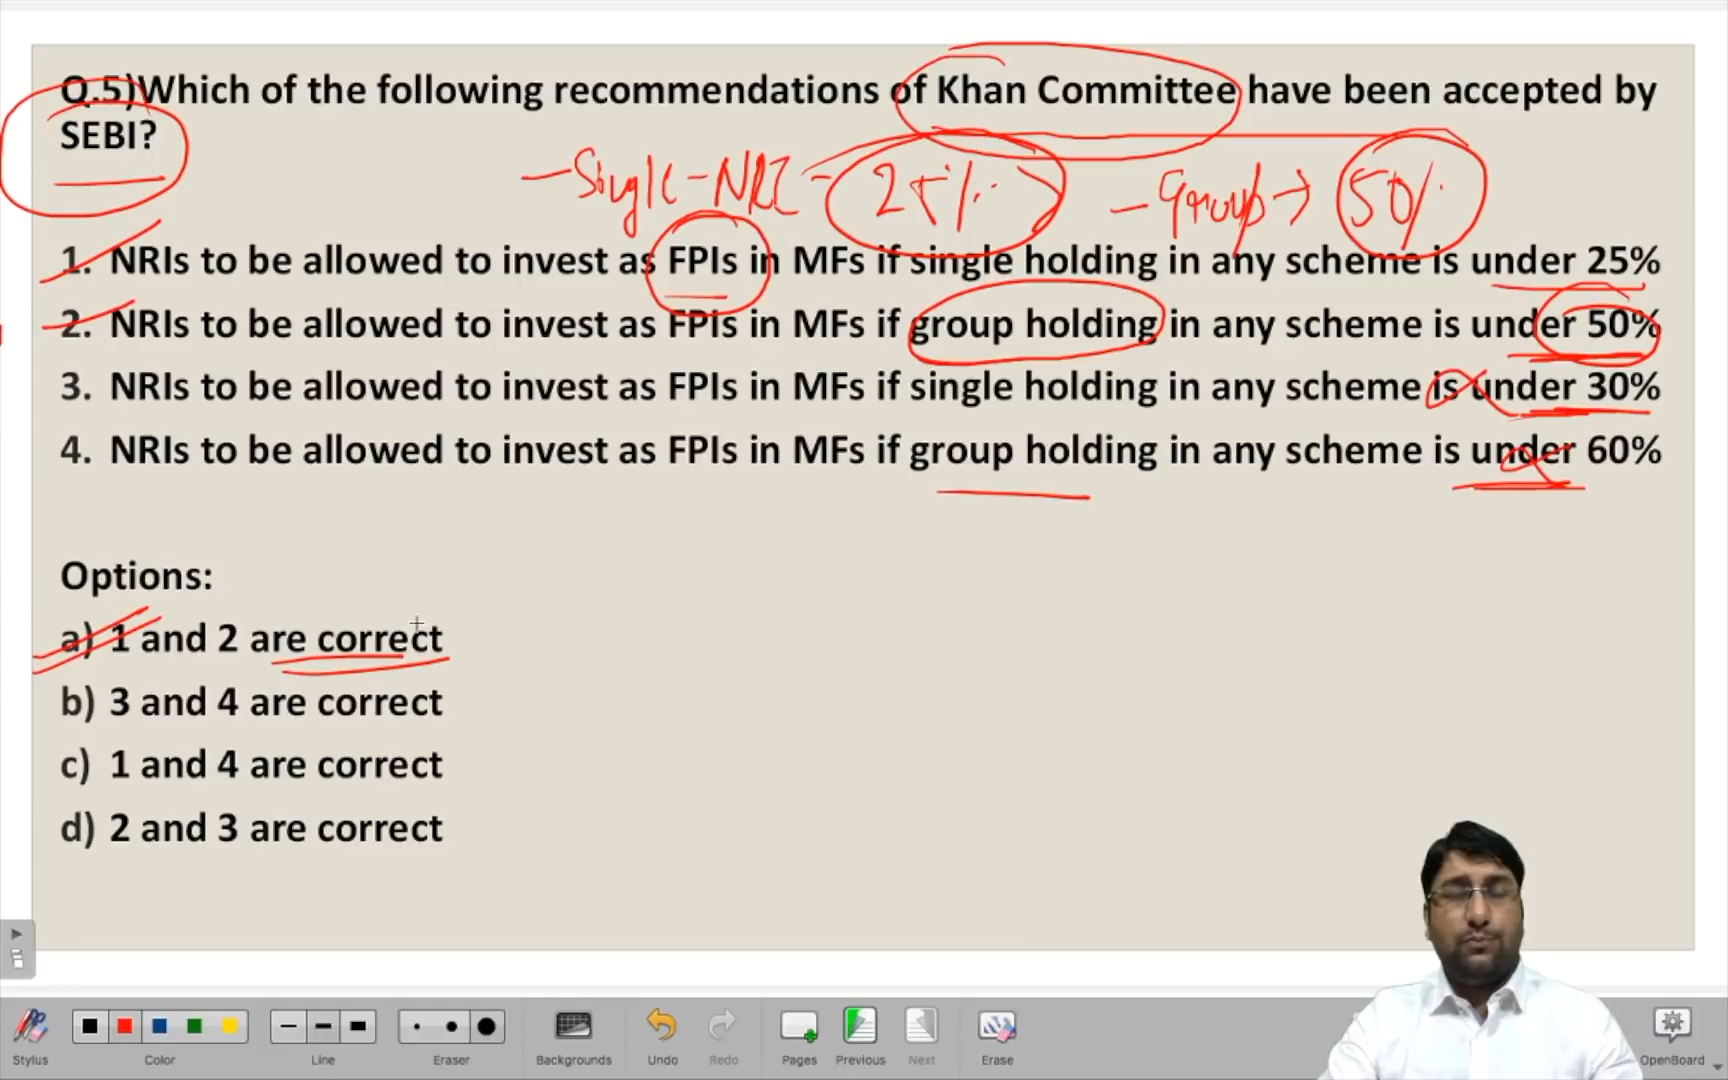 Q.5)Which of the following recommendations of Khan Committee have been accepted by
SEBI?
- Single - NRI - 25% - Group → 50%
1. NRIs to be allowed to invest as FPIs in MFs if single holding in any scheme is under 25%
2. NRIs to be allowed to invest as FPIs in MFs if group holding in any scheme is under 50%
3. NRIs to be allowed to invest as FPIs in MFs if single holding in any scheme is under 30%
4. NRIs to be allowed to invest as FPIs in MFs if group holding in any scheme is under 60%
Options:
a) 1 and 2 are correct
b) 3 and 4 are correct
c) 1 and 4 are correct
d) 2 and 3 are correct
Stylus Color Line Eraser Backgrounds Undo Redo Pages Previous Next Erase OpenBoard